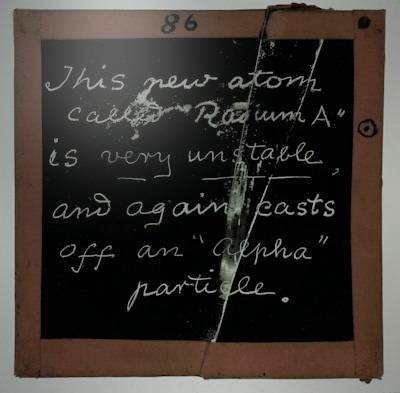 86
This new atom
called "Radium A"
is very unstable,
and again casts
off an "alpha"
particle.